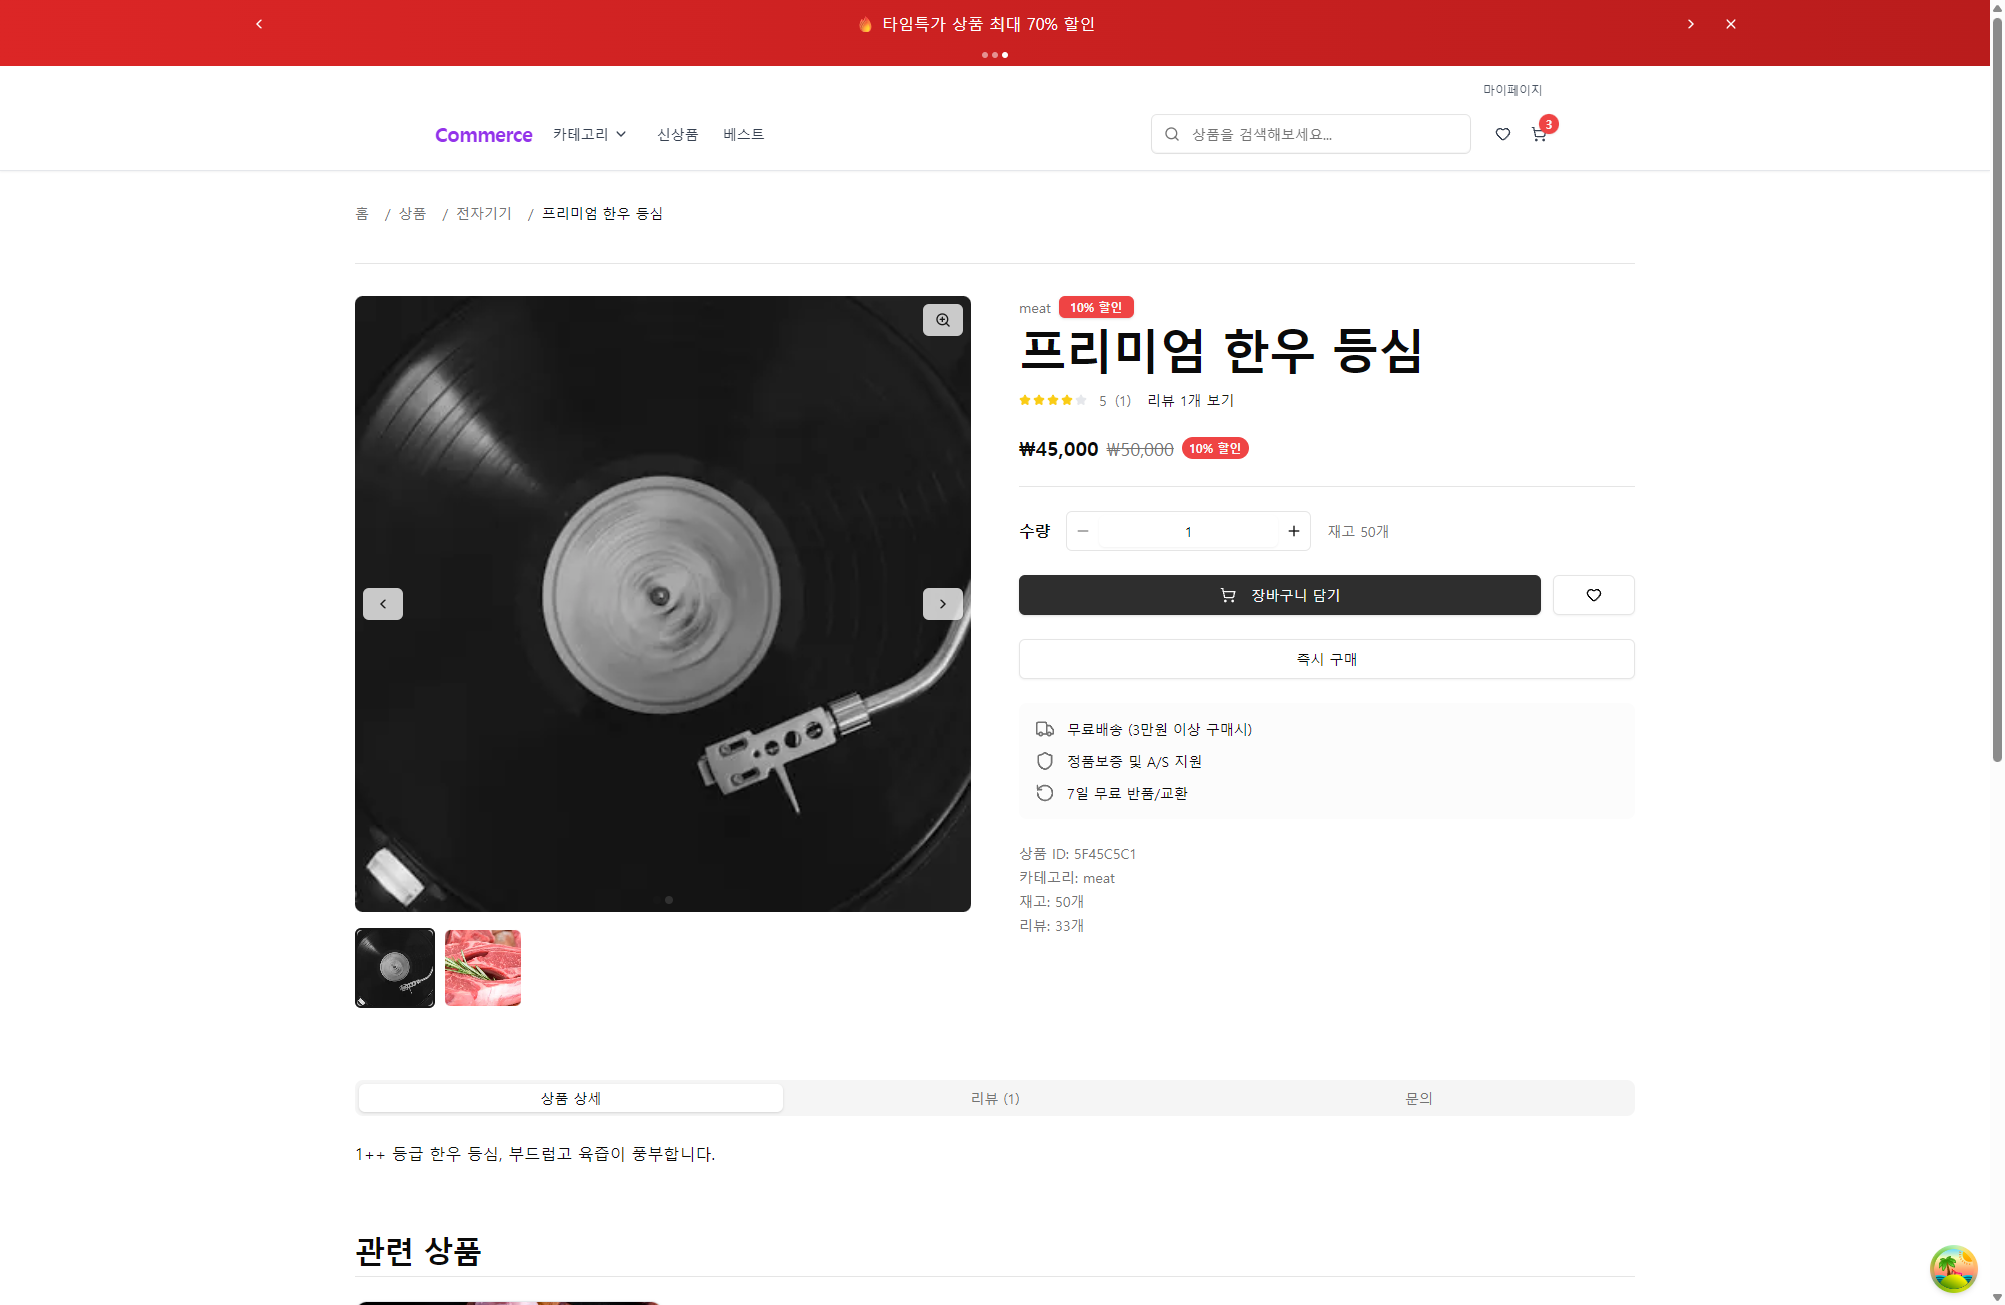 🔥 타임특가 상품 최대 70% 할인
마이페이지
Commerce 카테고리 신상품 베스트 상품을 검색해보세요... 3
홈 / 상품 / 전자기기 / 프리미엄 한우 등심
meat 10% 할인
프리미엄 한우 등심
5 (1) 리뷰 1개 보기
₩45,000 ₩50,000 10% 할인
수량 1 재고 50개
장바구니 담기
즉시 구매
무료배송 (3만원 이상 구매시)
정품보증 및 A/S 지원
7일 무료 반품/교환
상품 ID: 5F45C5C1
카테고리: meat
재고: 50개
리뷰: 33개
상품 상세 리뷰 (1) 문의
1++ 등급 한우 등심, 부드럽고 육즙이 풍부합니다.
관련 상품